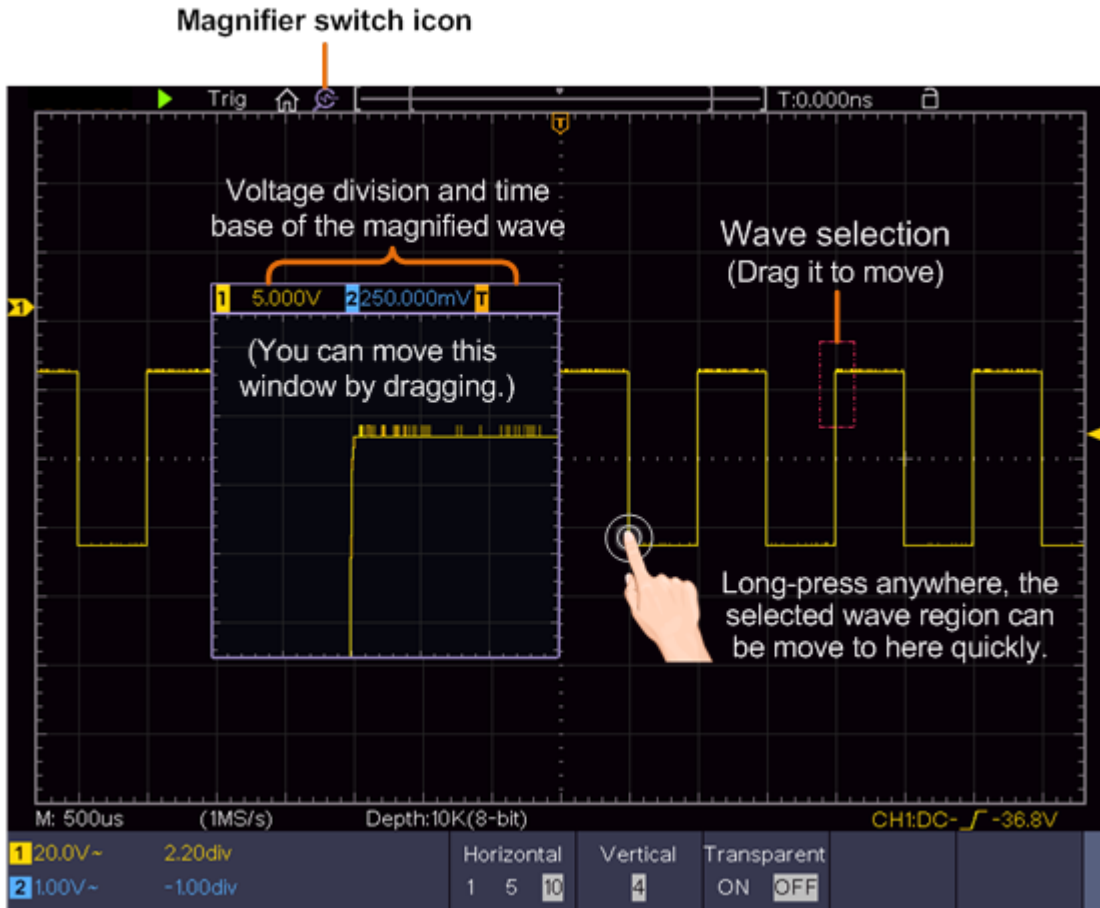 Magnifier switch icon
Trig T:0.000ns
T
Voltage division and time
base of the magnified wave
Wave selection
(Drag it to move)
1 5.000V 2 250.000mV T
1
(You can move this
window by dragging.)
Long-press anywhere, the
selected wave region can
be move to here quickly.
M: 500us (1MS/s) Depth:10K(8-bit) CH1:DC- -36.8V
1 20.0V~ 2.20div Horizontal Vertical Transparent
2 1.00V~ -1.00div 1 5 10 4 ON OFF